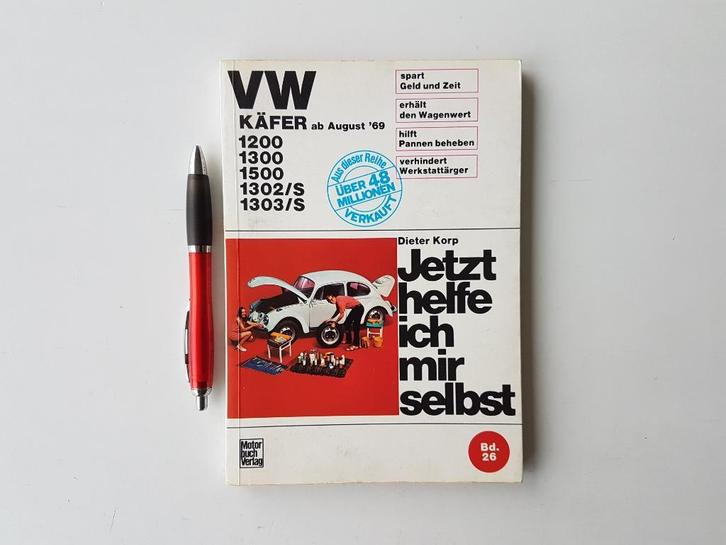 VW
KÄFER ab August '69
1200
1300
1500
1302/S
1303/S
spart
Geld und Zeit
erhält
den Wagenwert
hilft
Pannen beheben
verhindert
Werkstattärger
Aus dieser Reihe
ÜBER 48
MILLIONEN
VERKAUFT
Dieter Korp
Jetzt
helfe
ich
mir
selbst
Motor
buch
Verlag
Bd.
26